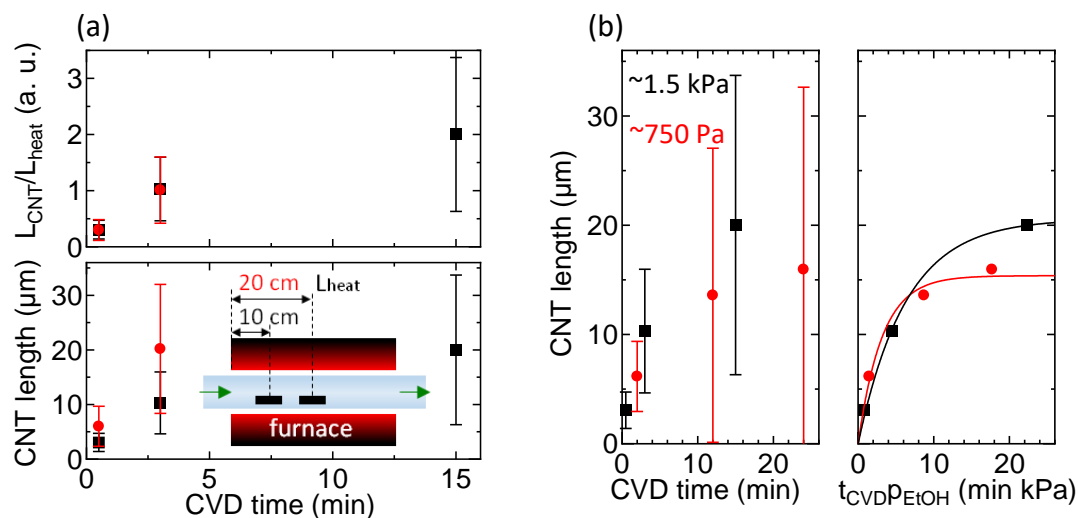 (a)
L_CNT/L_heat (a. u.)
3
2
1
0
CNT length (µm)
30
20
10
0
20 cm
L_heat
10 cm
furnace
0 5 10 15
CVD time (min)
(b)
CNT length (µm)
30
20
10
0
~1.5 kPa
~750 Pa
0 10 20
CVD time (min)
0 10 20
t_CVD p_EtOH (min kPa)